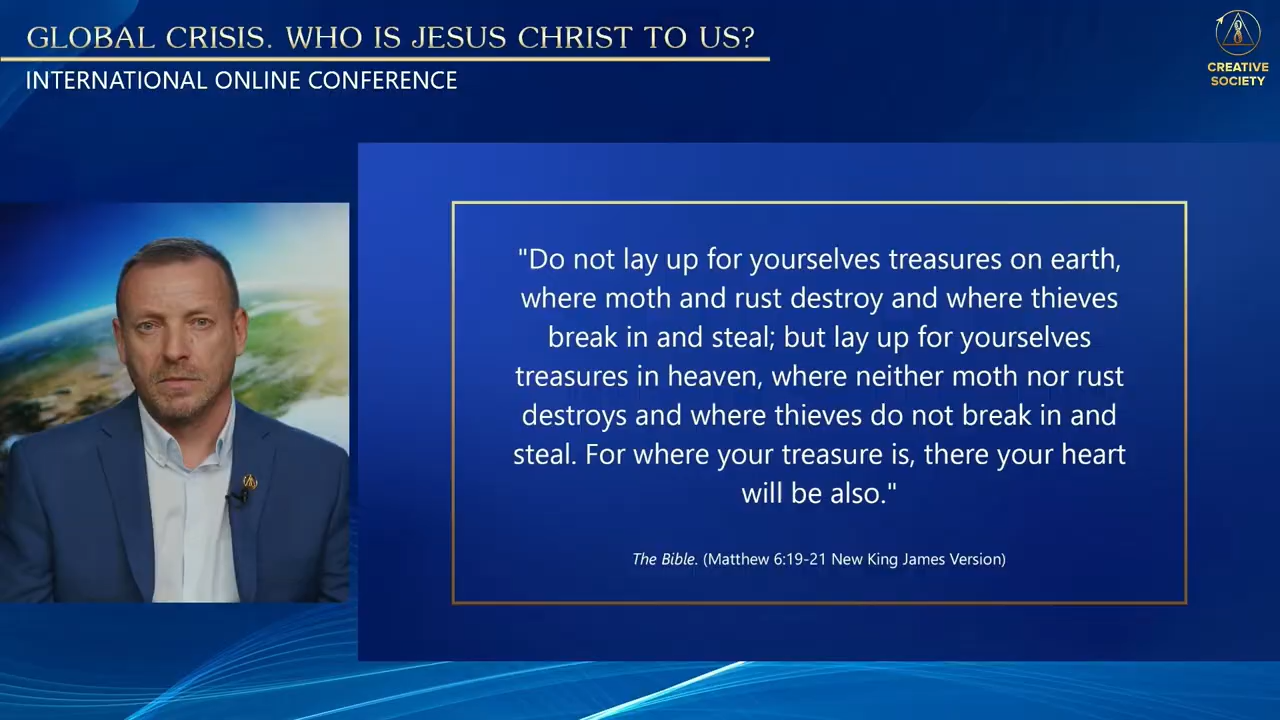 GLOBAL CRISIS. WHO IS JESUS CHRIST TO US?
INTERNATIONAL ONLINE CONFERENCE
CREATIVE
SOCIETY
"Do not lay up for yourselves treasures on earth,
where moth and rust destroy and where thieves
break in and steal; but lay up for yourselves
treasures in heaven, where neither moth nor rust
destroys and where thieves do not break in and
steal. For where your treasure is, there your heart
will be also."
The Bible. (Matthew 6:19-21 New King James Version)